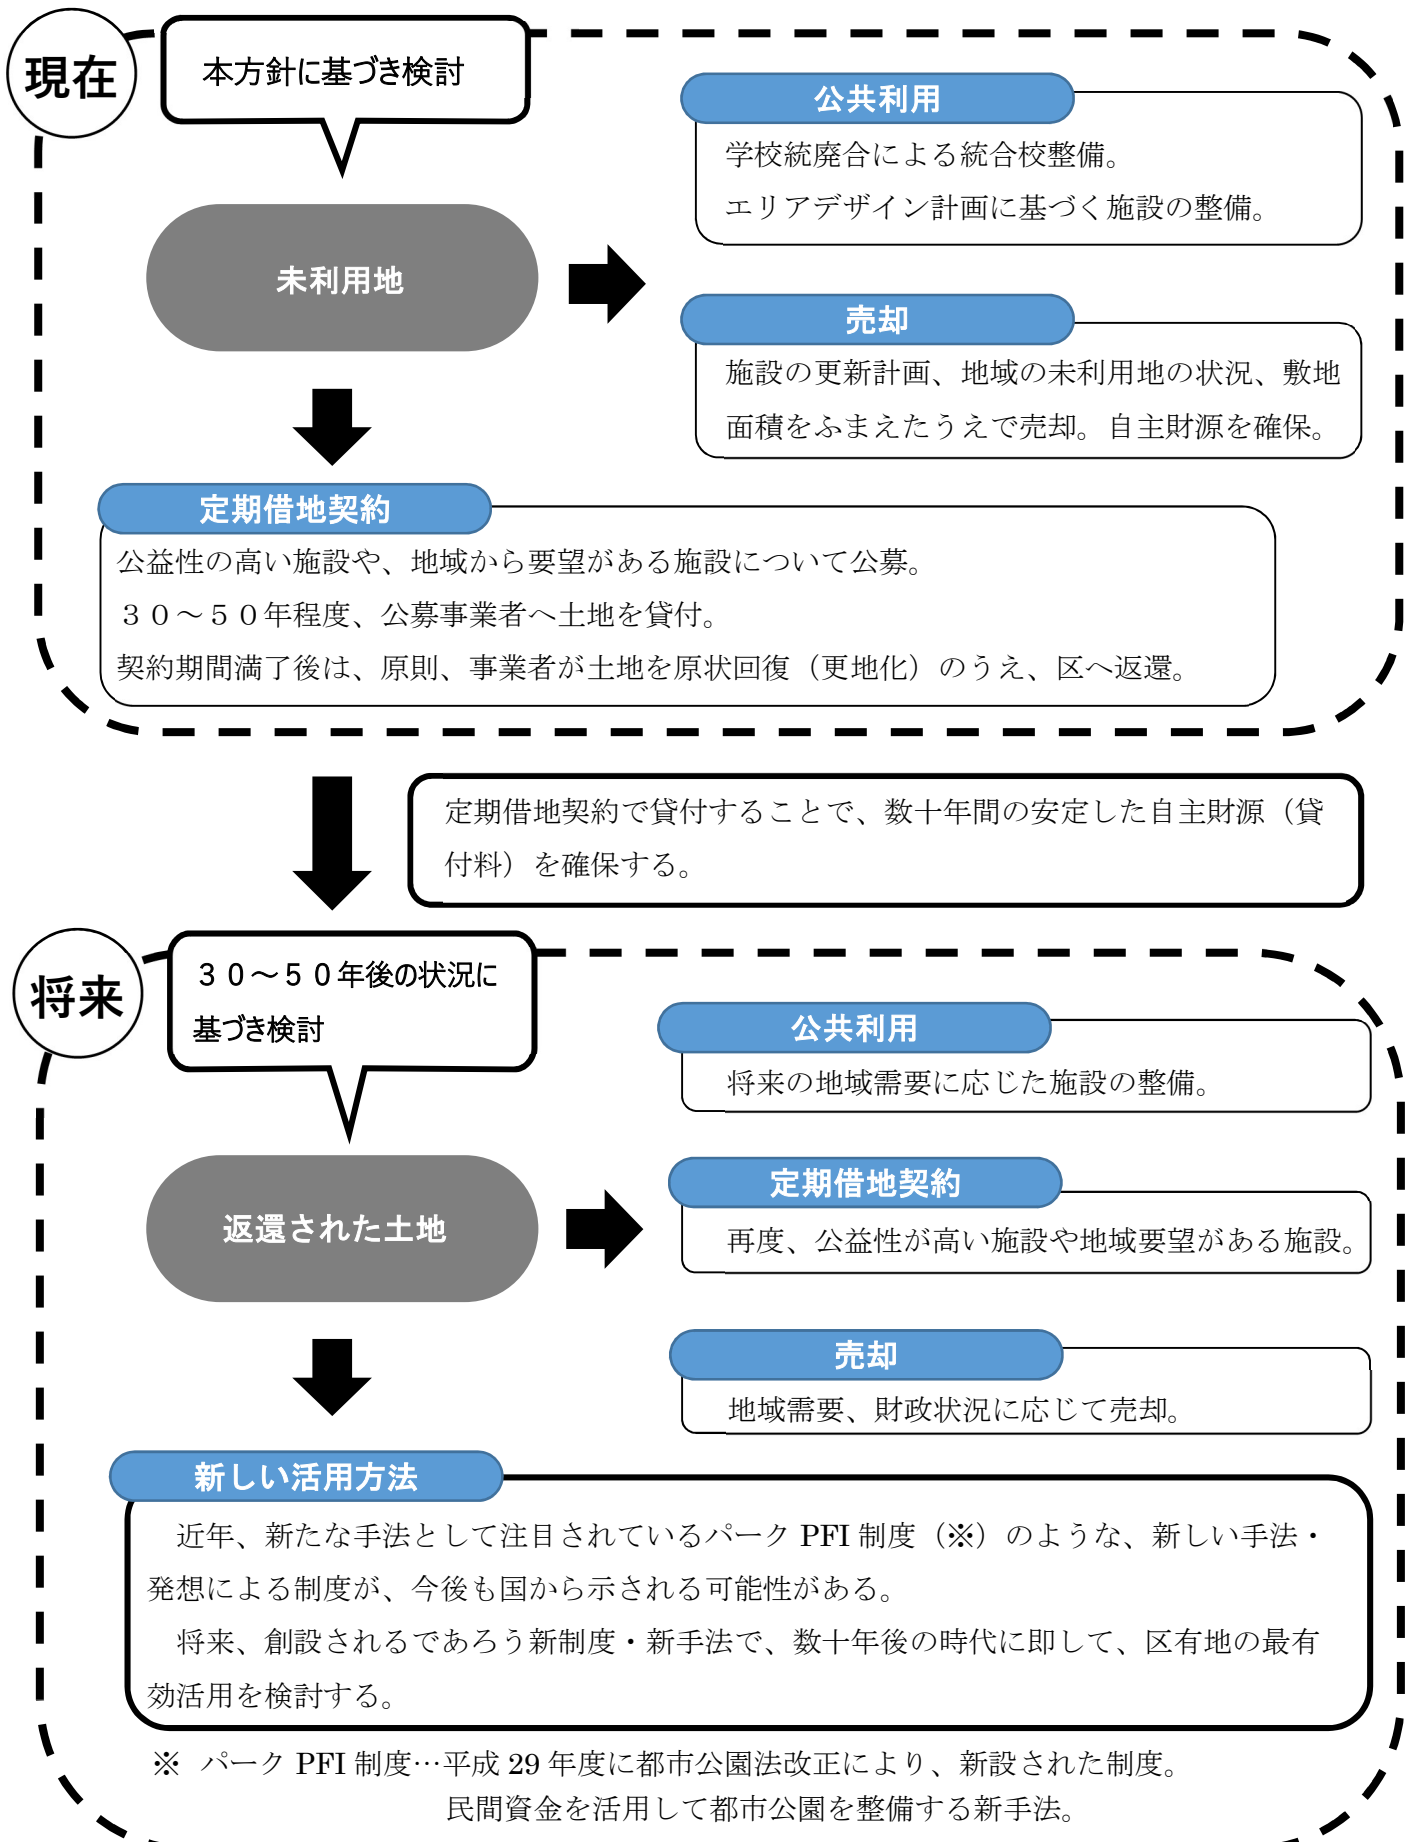 現在
本方針に基づき検討
公共利用
学校統廃合による統合校整備。
エリアデザイン計画に基づく施設の整備。
未利用地
売却
施設の更新計画、地域の未利用地の状況、敷地
面積をふまえたうえで売却。自主財源を確保。
定期借地契約
公益性の高い施設や、地域から要望がある施設について公募。
３０～５０年程度、公募事業者へ土地を貸付。
契約期間満了後は、原則、事業者が土地を原状回復（更地化）のうえ、区へ返還。
定期借地契約で貸付することで、数十年間の安定した自主財源（貸
付料）を確保する。
将来
３０～５０年後の状況に
基づき検討
公共利用
将来の地域需要に応じた施設の整備。
定期借地契約
再度、公益性が高い施設や地域要望がある施設。
返還された土地
売却
地域需要、財政状況に応じて売却。
新しい活用方法
近年、新たな手法として注目されているパーク PFI 制度（※）のような、新しい手法・
発想による制度が、今後も国から示される可能性がある。
将来、創設されるであろう新制度・新手法で、数十年後の時代に即して、区有地の最有
効活用を検討する。
※ パーク PFI 制度…平成 29 年度に都市公園法改正により、新設された制度。
民間資金を活用して都市公園を整備する新手法。